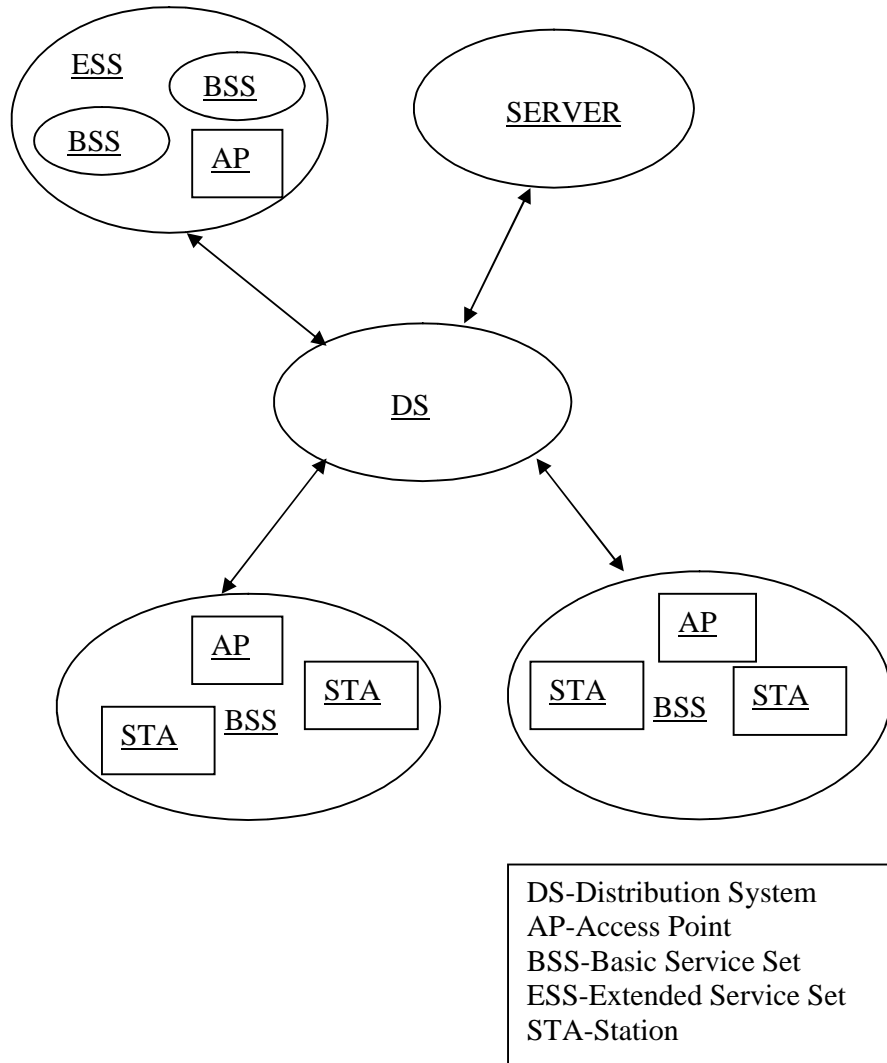 ESS
BSS
BSS
AP
SERVER
DS
AP
STA
STA
BSS
AP
STA
BSS
STA
DS-Distribution System
AP-Access Point
BSS-Basic Service Set
ESS-Extended Service Set
STA-Station